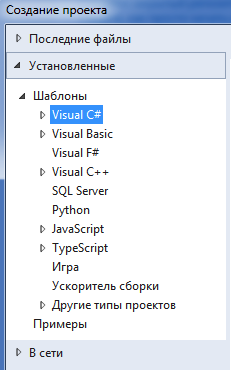 Создание проекта
Последние файлы
Установленные
Шаблоны
Visual C#
Visual Basic
Visual F#
Visual C++
SQL Server
Python
JavaScript
TypeScript
Игра
Ускоритель сборки
Другие типы проектов
Примеры
В сети